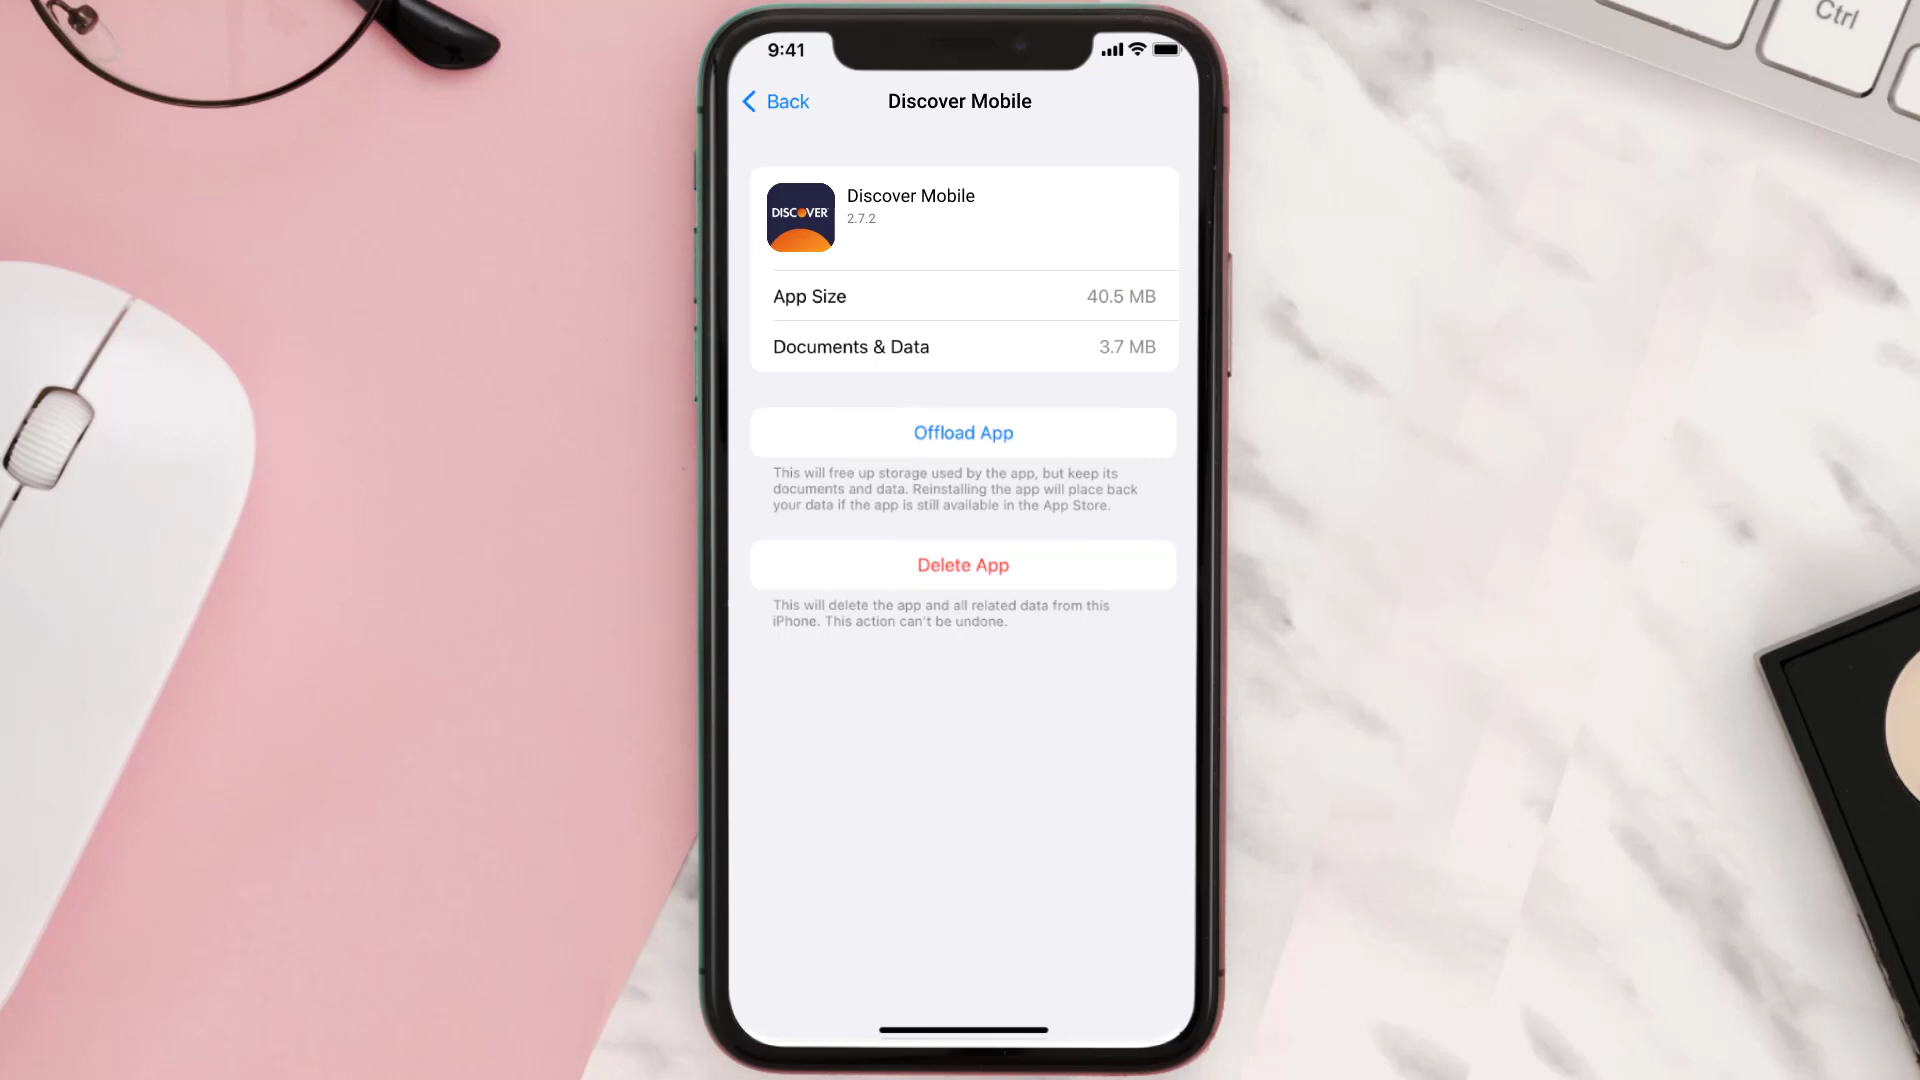 Ctrl
9:41
Back
Discover Mobile
DISCOVER
Discover Mobile
2.7.2
App Size 40.5 MB
Documents & Data 3.7 MB
Offload App
This will free up storage used by the app, but keep its
documents and data. Reinstalling the app will place back
your data if the app is still available in the App Store.
Delete App
This will delete the app and all related data from this
iPhone. This action can't be undone.